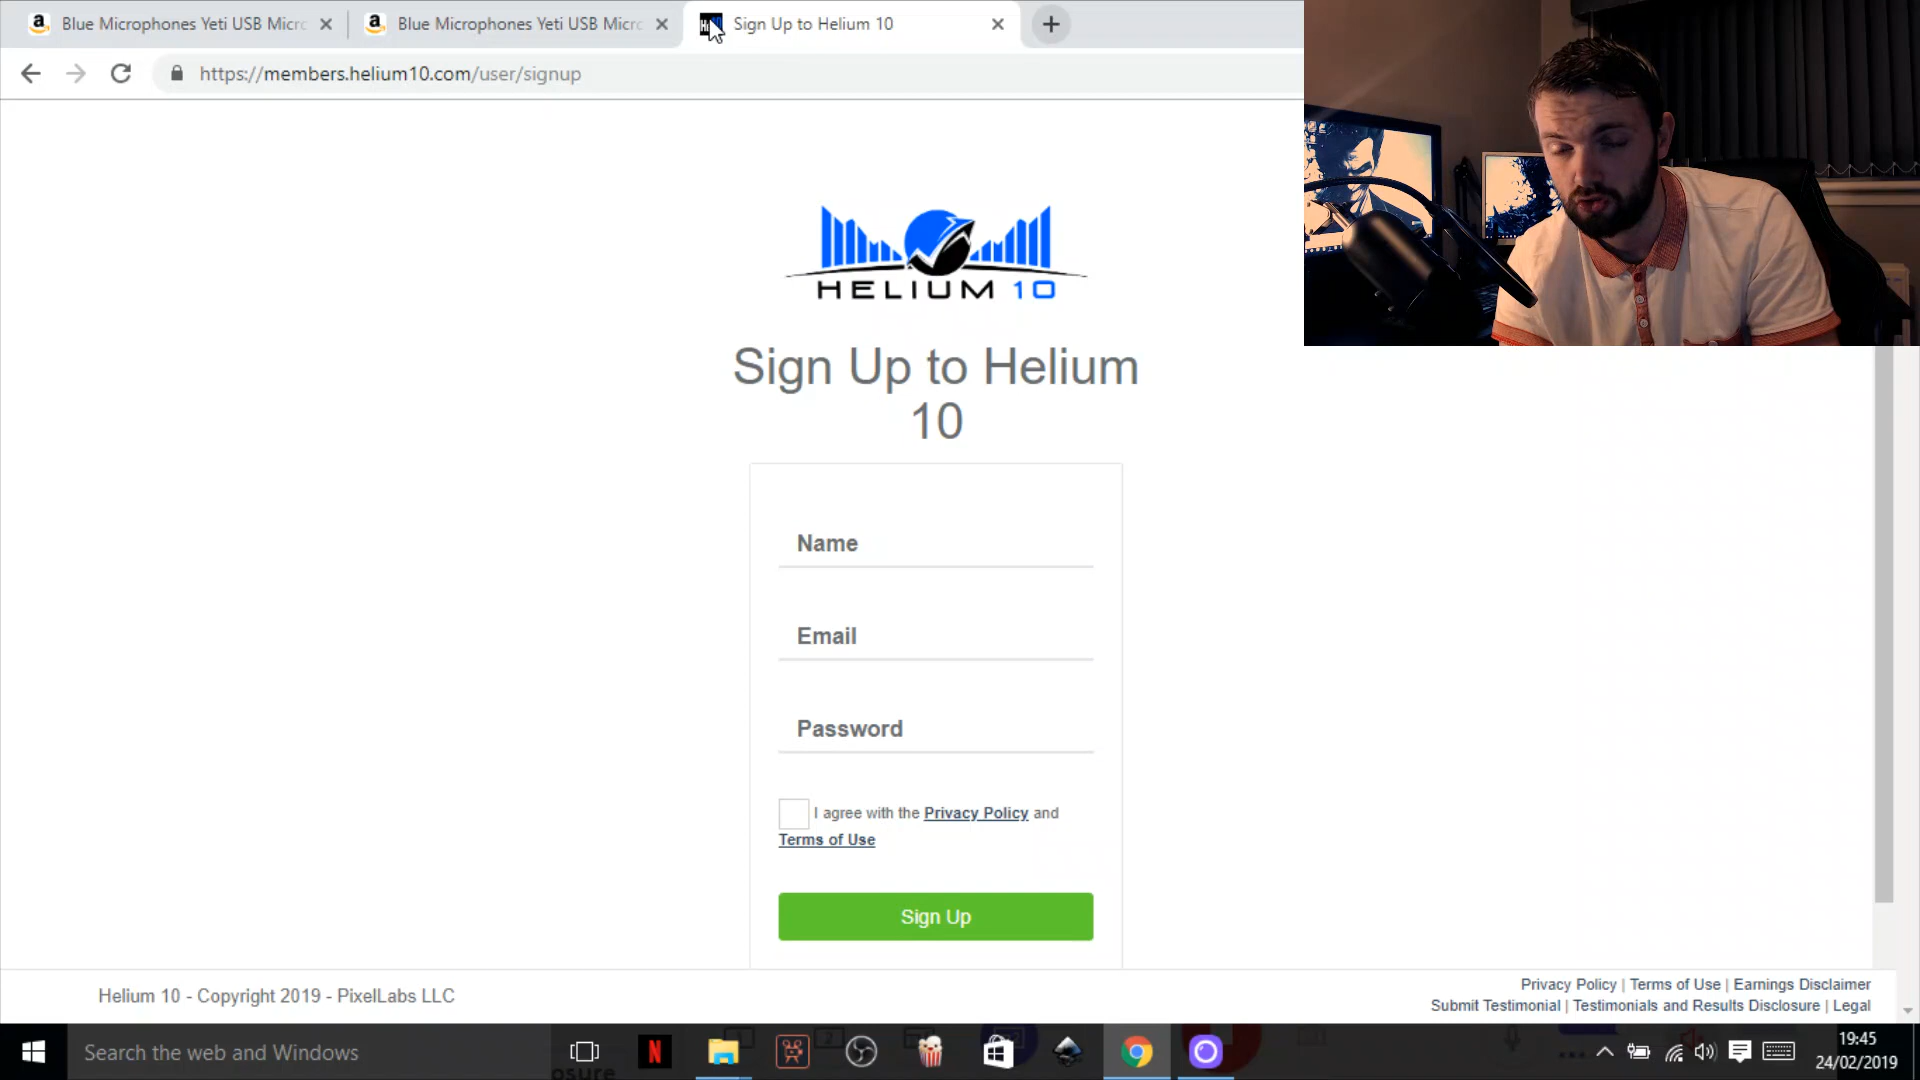 Blue Microphones Yeti USB Micr
Blue Microphones Yeti USB Micro
Sign Up to Helium 10
https://members.helium10.com/user/signup
HELIUM 10
Sign Up to Helium
10
Name
Email
Password
I agree with the Privacy Policy and
Terms of Use
Sign Up
Helium 10 - Copyright 2019 - PixelLabs LLC
Privacy Policy | Terms of Use | Earnings Disclaimer
Submit Testimonial | Testimonials and Results Disclosure | Legal
Search the web and Windows
19:45
24/02/2019